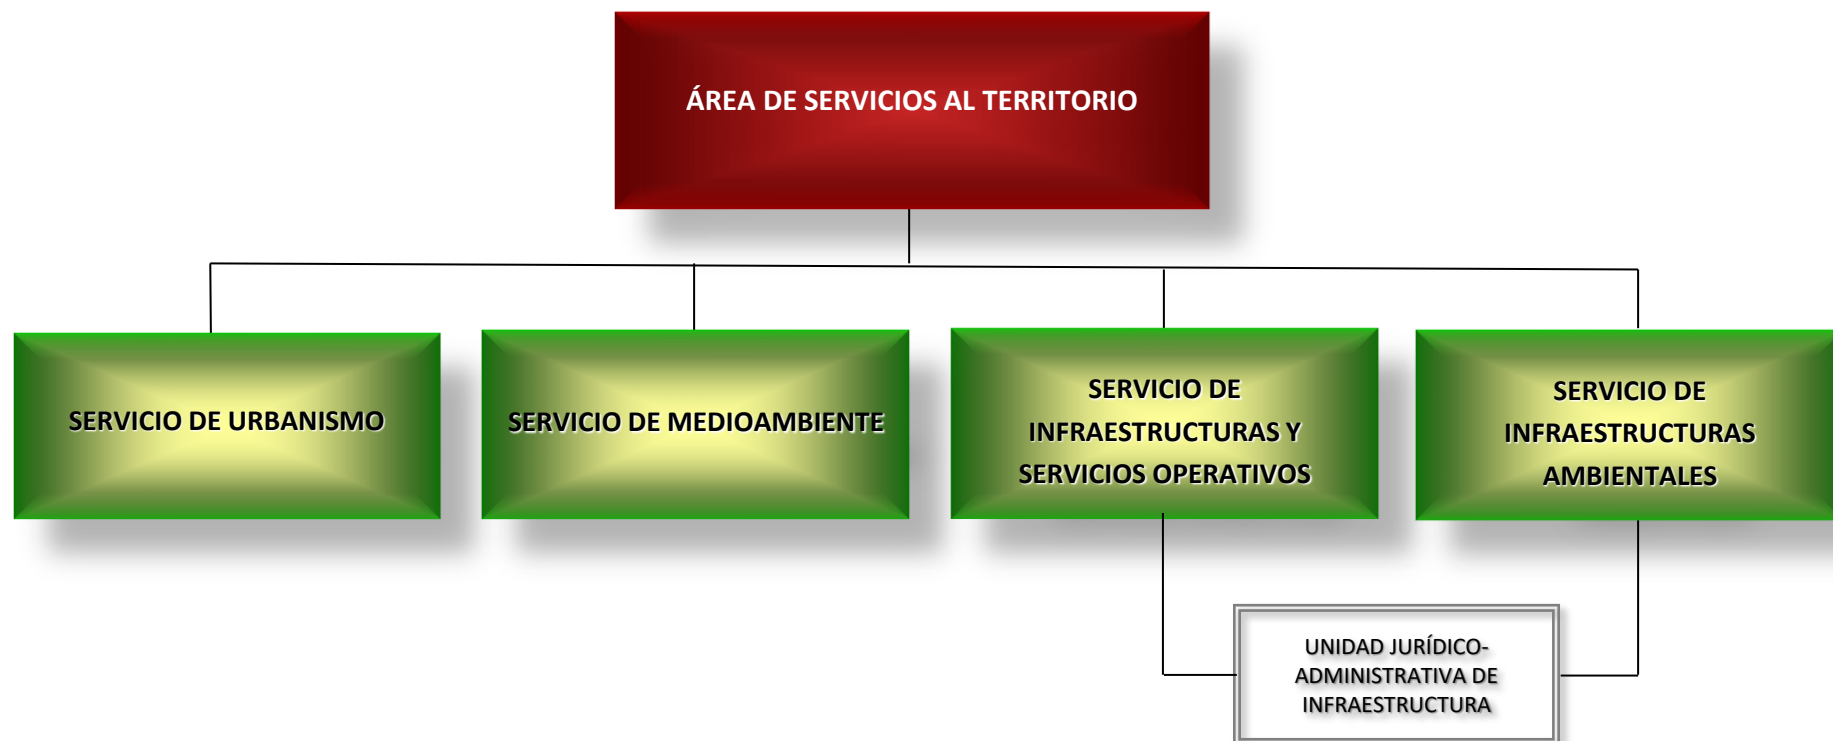 ÁREA DE SERVICIOS AL TERRITORIO
SERVICIO DE URBANISMO
SERVICIO DE MEDIOAMBIENTE
SERVICIO DE
INFRAESTRUCTURAS Y
SERVICIOS OPERATIVOS
SERVICIO DE
INFRAESTRUCTURAS
AMBIENTALES
UNIDAD JURÍDICO-
ADMINISTRATIVA DE
INFRAESTRUCTURA